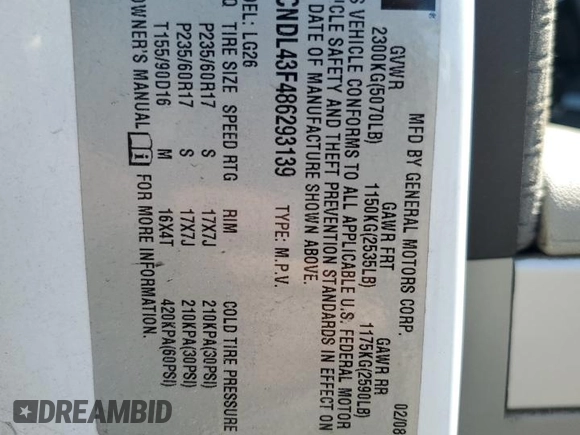 MFD BY GENERAL MOTORS CORP. 02/08
GVWR GAWR FRT GAWR RR
2300KG(5070LB) 1150KG(2535LB) 1175KG(2590LB)
S VEHICLE CONFORMS TO ALL APPLICABLE U.S. FEDERAL MOTOR
ICLE SAFETY AND THEFT PREVENTION STANDARDS IN EFFECT ON
DATE OF MANUFACTURE SHOWN ABOVE.
CNDL43F486293139 TYPE: M.P.V.
DEL: LG26
TIRE SIZE SPEED RTG RIM COLD TIRE PRESSURE
P235/60R17 S 17X7J 210KPA(30PSI)
P235/60R17 S 17X7J 210KPA(30PSI)
T155/90D16 M 16X4T 420KPA(60PSI)
OWNER'S MANUAL FOR MORE INFORMATION.
DREAMBID